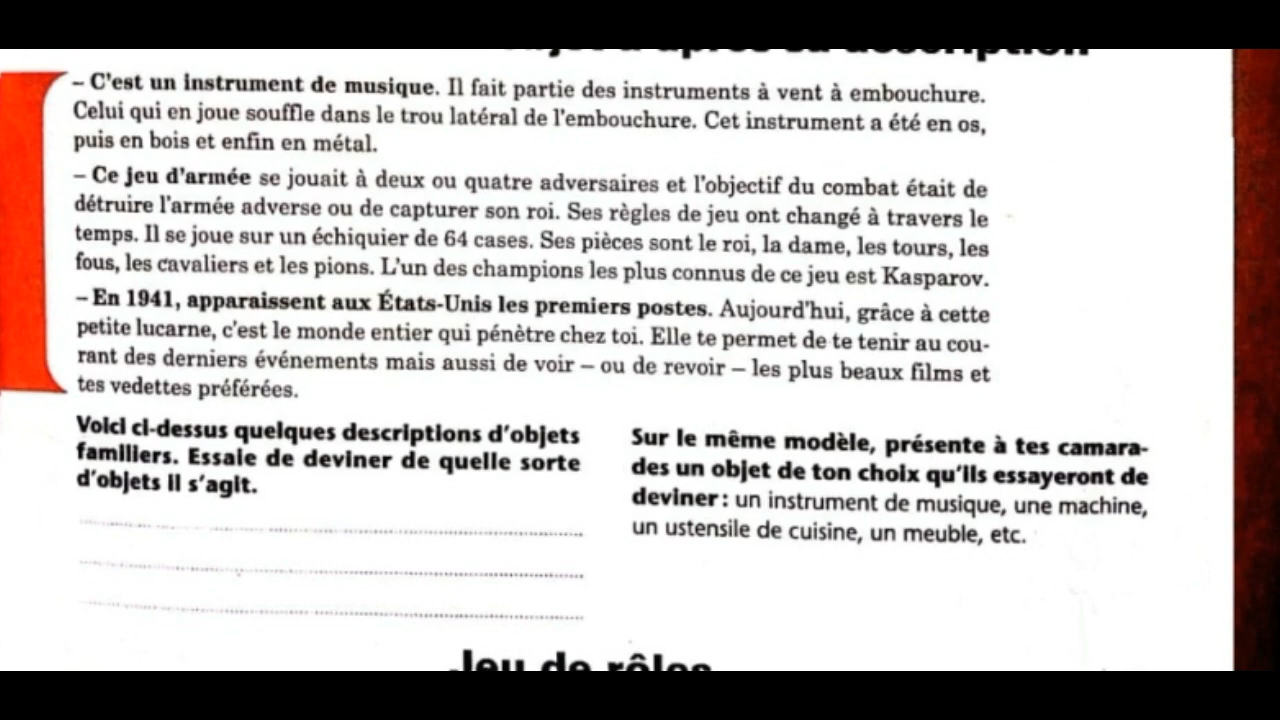 d'après sa description
– C'est un instrument de musique. Il fait partie des instruments à vent à embouchure.
Celui qui en joue souffle dans le trou latéral de l'embouchure. Cet instrument a été en os,
puis en bois et enfin en métal.
– Ce jeu d'armée se jouait à deux ou quatre adversaires et l'objectif du combat était de
détruire l'armée adverse ou de capturer son roi. Ses règles de jeu ont changé à travers le
temps. Il se joue sur un échiquier de 64 cases. Ses pièces sont le roi, la dame, les tours, les
fous, les cavaliers et les pions. L'un des champions les plus connus de ce jeu est Kasparov.
– En 1941, apparaissent aux États-Unis les premiers postes. Aujourd'hui, grâce à cette
petite lucarne, c'est le monde entier qui pénètre chez toi. Elle te permet de te tenir au cou-
rant des derniers événements mais aussi de voir – ou de revoir – les plus beaux films et
tes vedettes préférées.
Voici ci-dessus quelques descriptions d'objets
familiers. Essaie de deviner de quelle sorte
d'objets il s'agit.
Sur le même modèle, présente à tes camara-
des un objet de ton choix qu'ils essayeront de
deviner : un instrument de musique, une machine,
un ustensile de cuisine, un meuble, etc.
Jeu de rôles